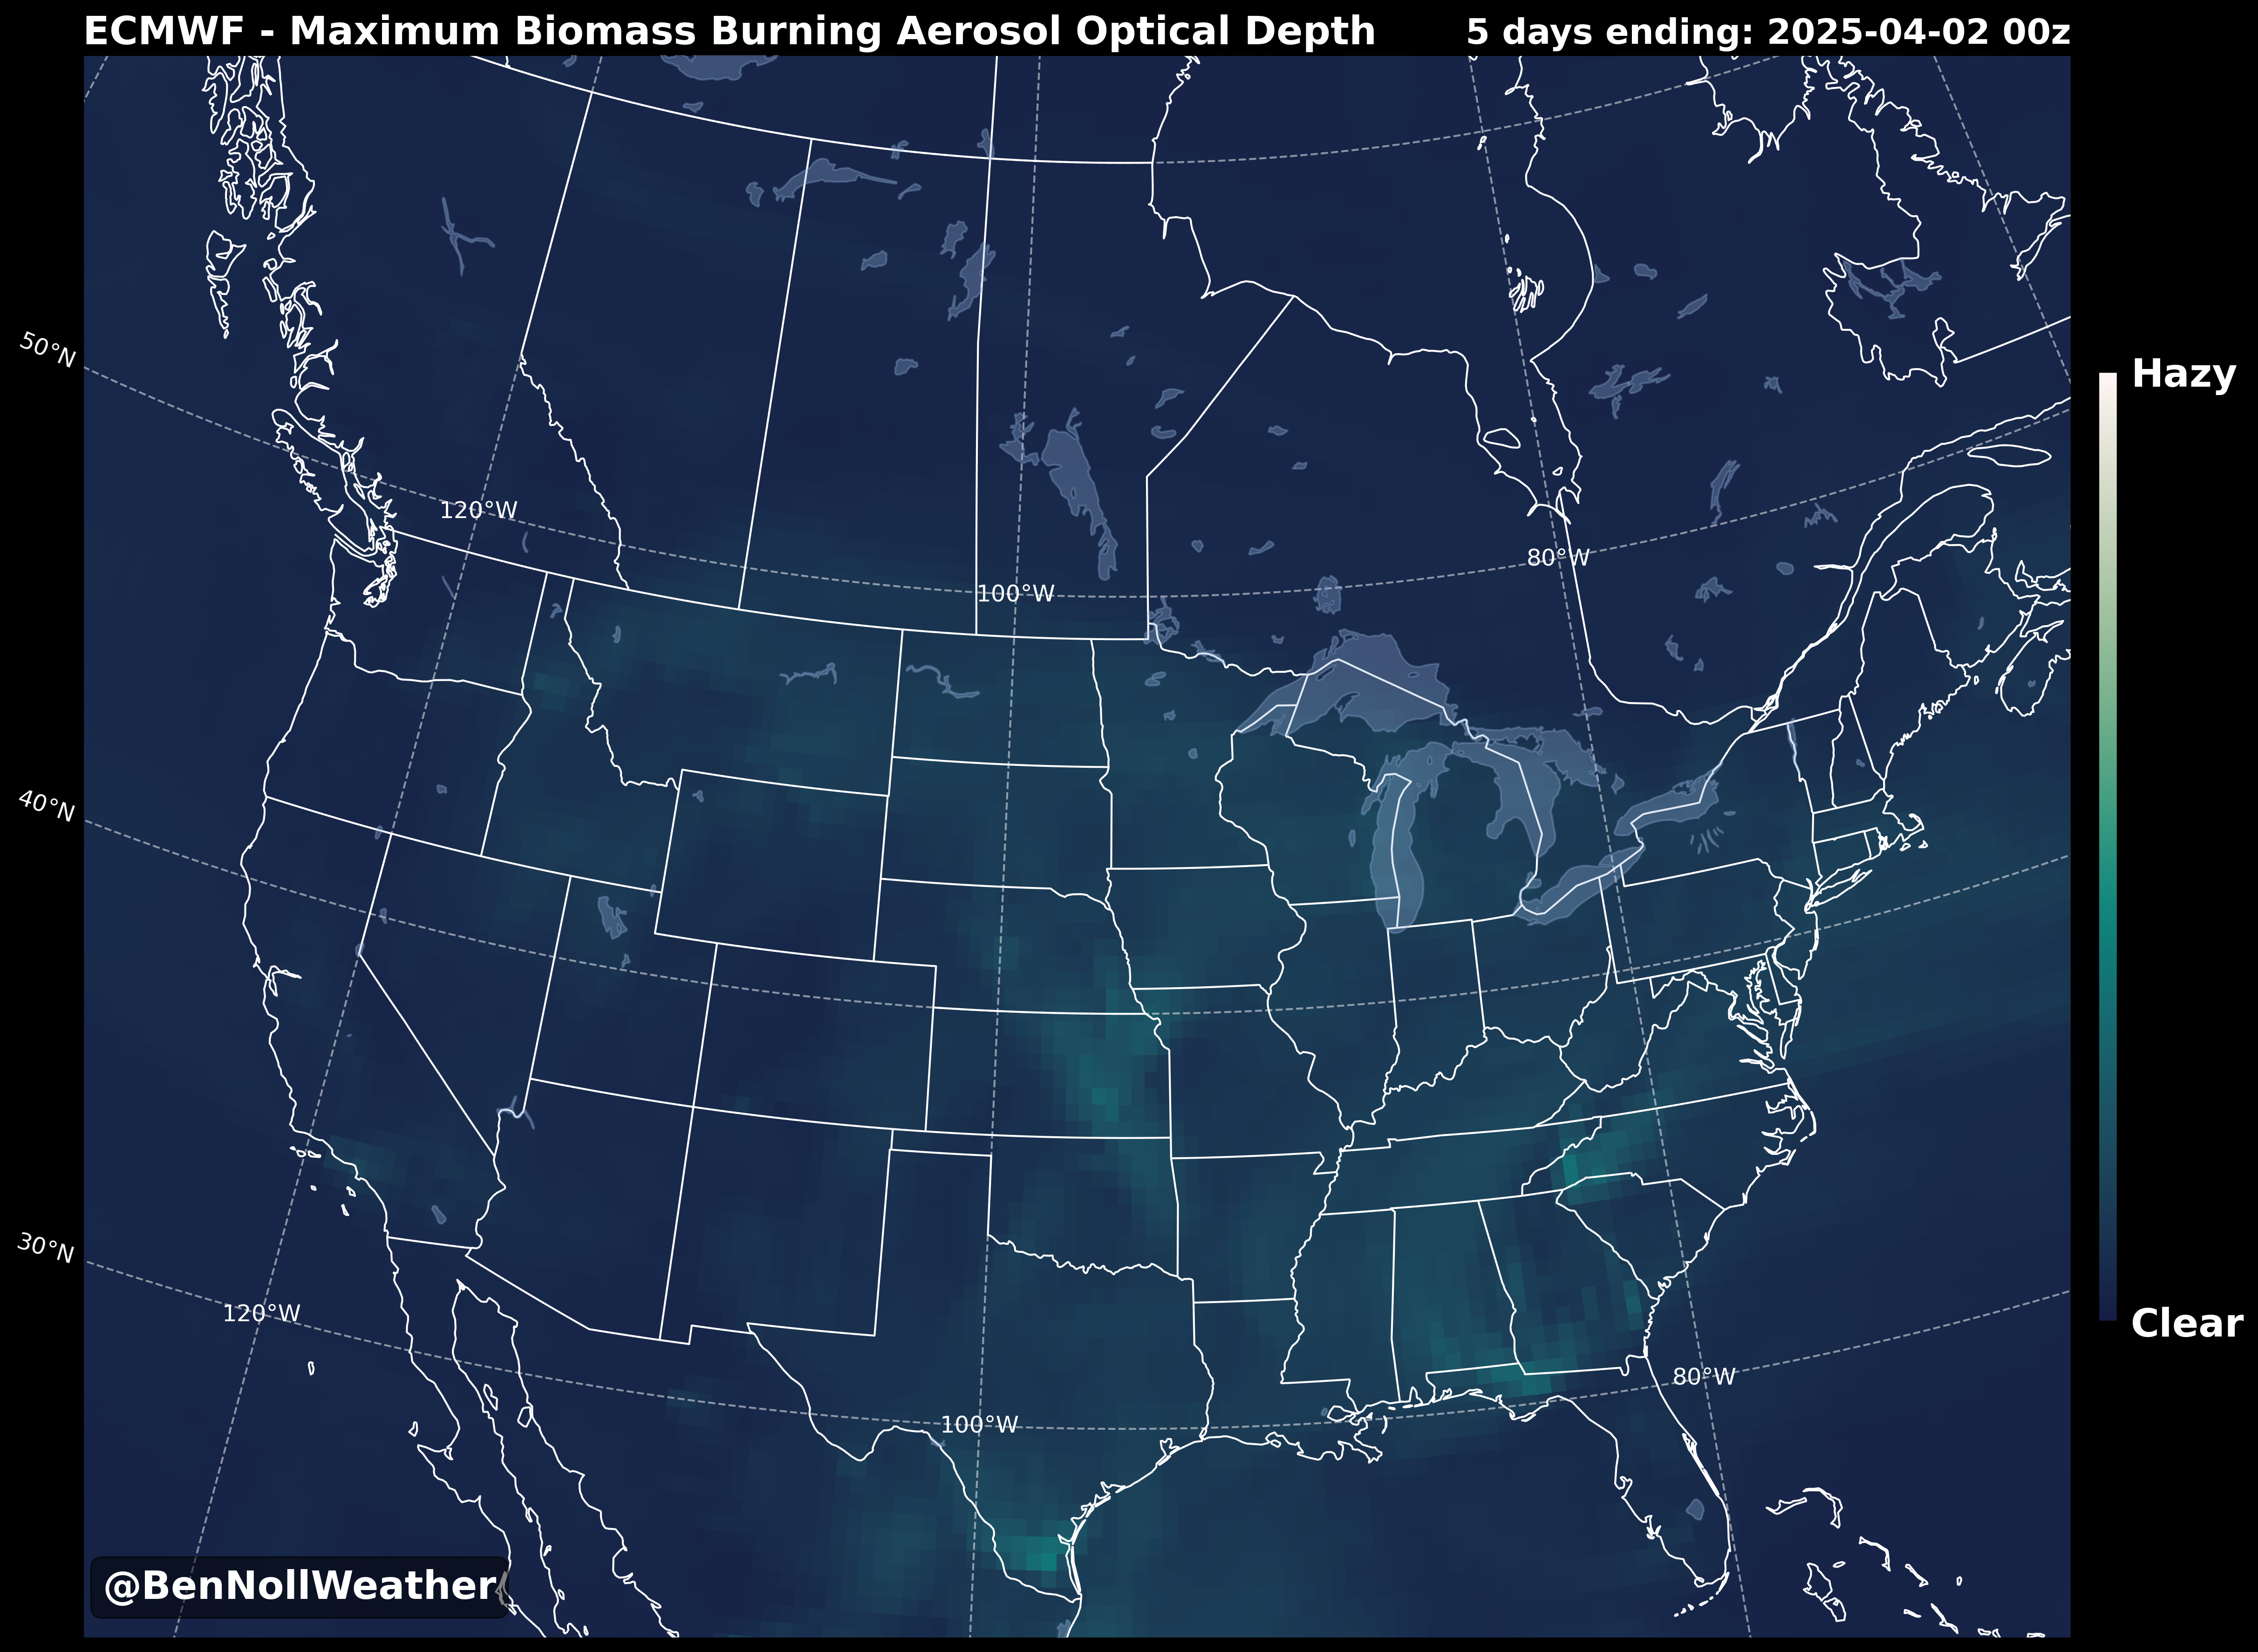 ECMWF - Maximum Biomass Burning Aerosol Optical Depth
5 days ending: 2025-04-02 00z
50°N
Hazy
120°W
80°W
100°W
40°N
30°N
120°W
Clear
80°W
100°W
@BenNollWeather